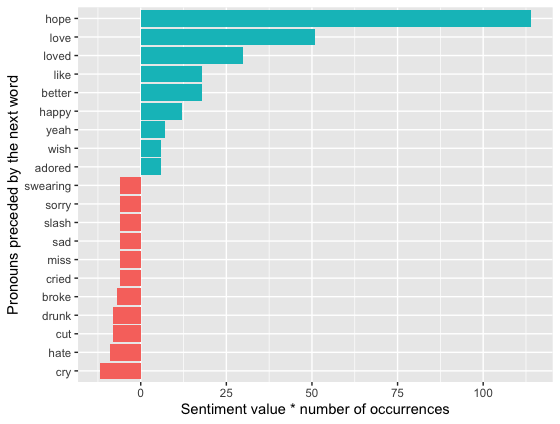 Pronouns preceded by the next word
hope
love
loved
like
better
happy
yeah
wish
adored
swearing
sorry
slash
sad
miss
cried
broke
drunk
cut
hate
cry
0 25 50 75 100
Sentiment value * number of occurrences